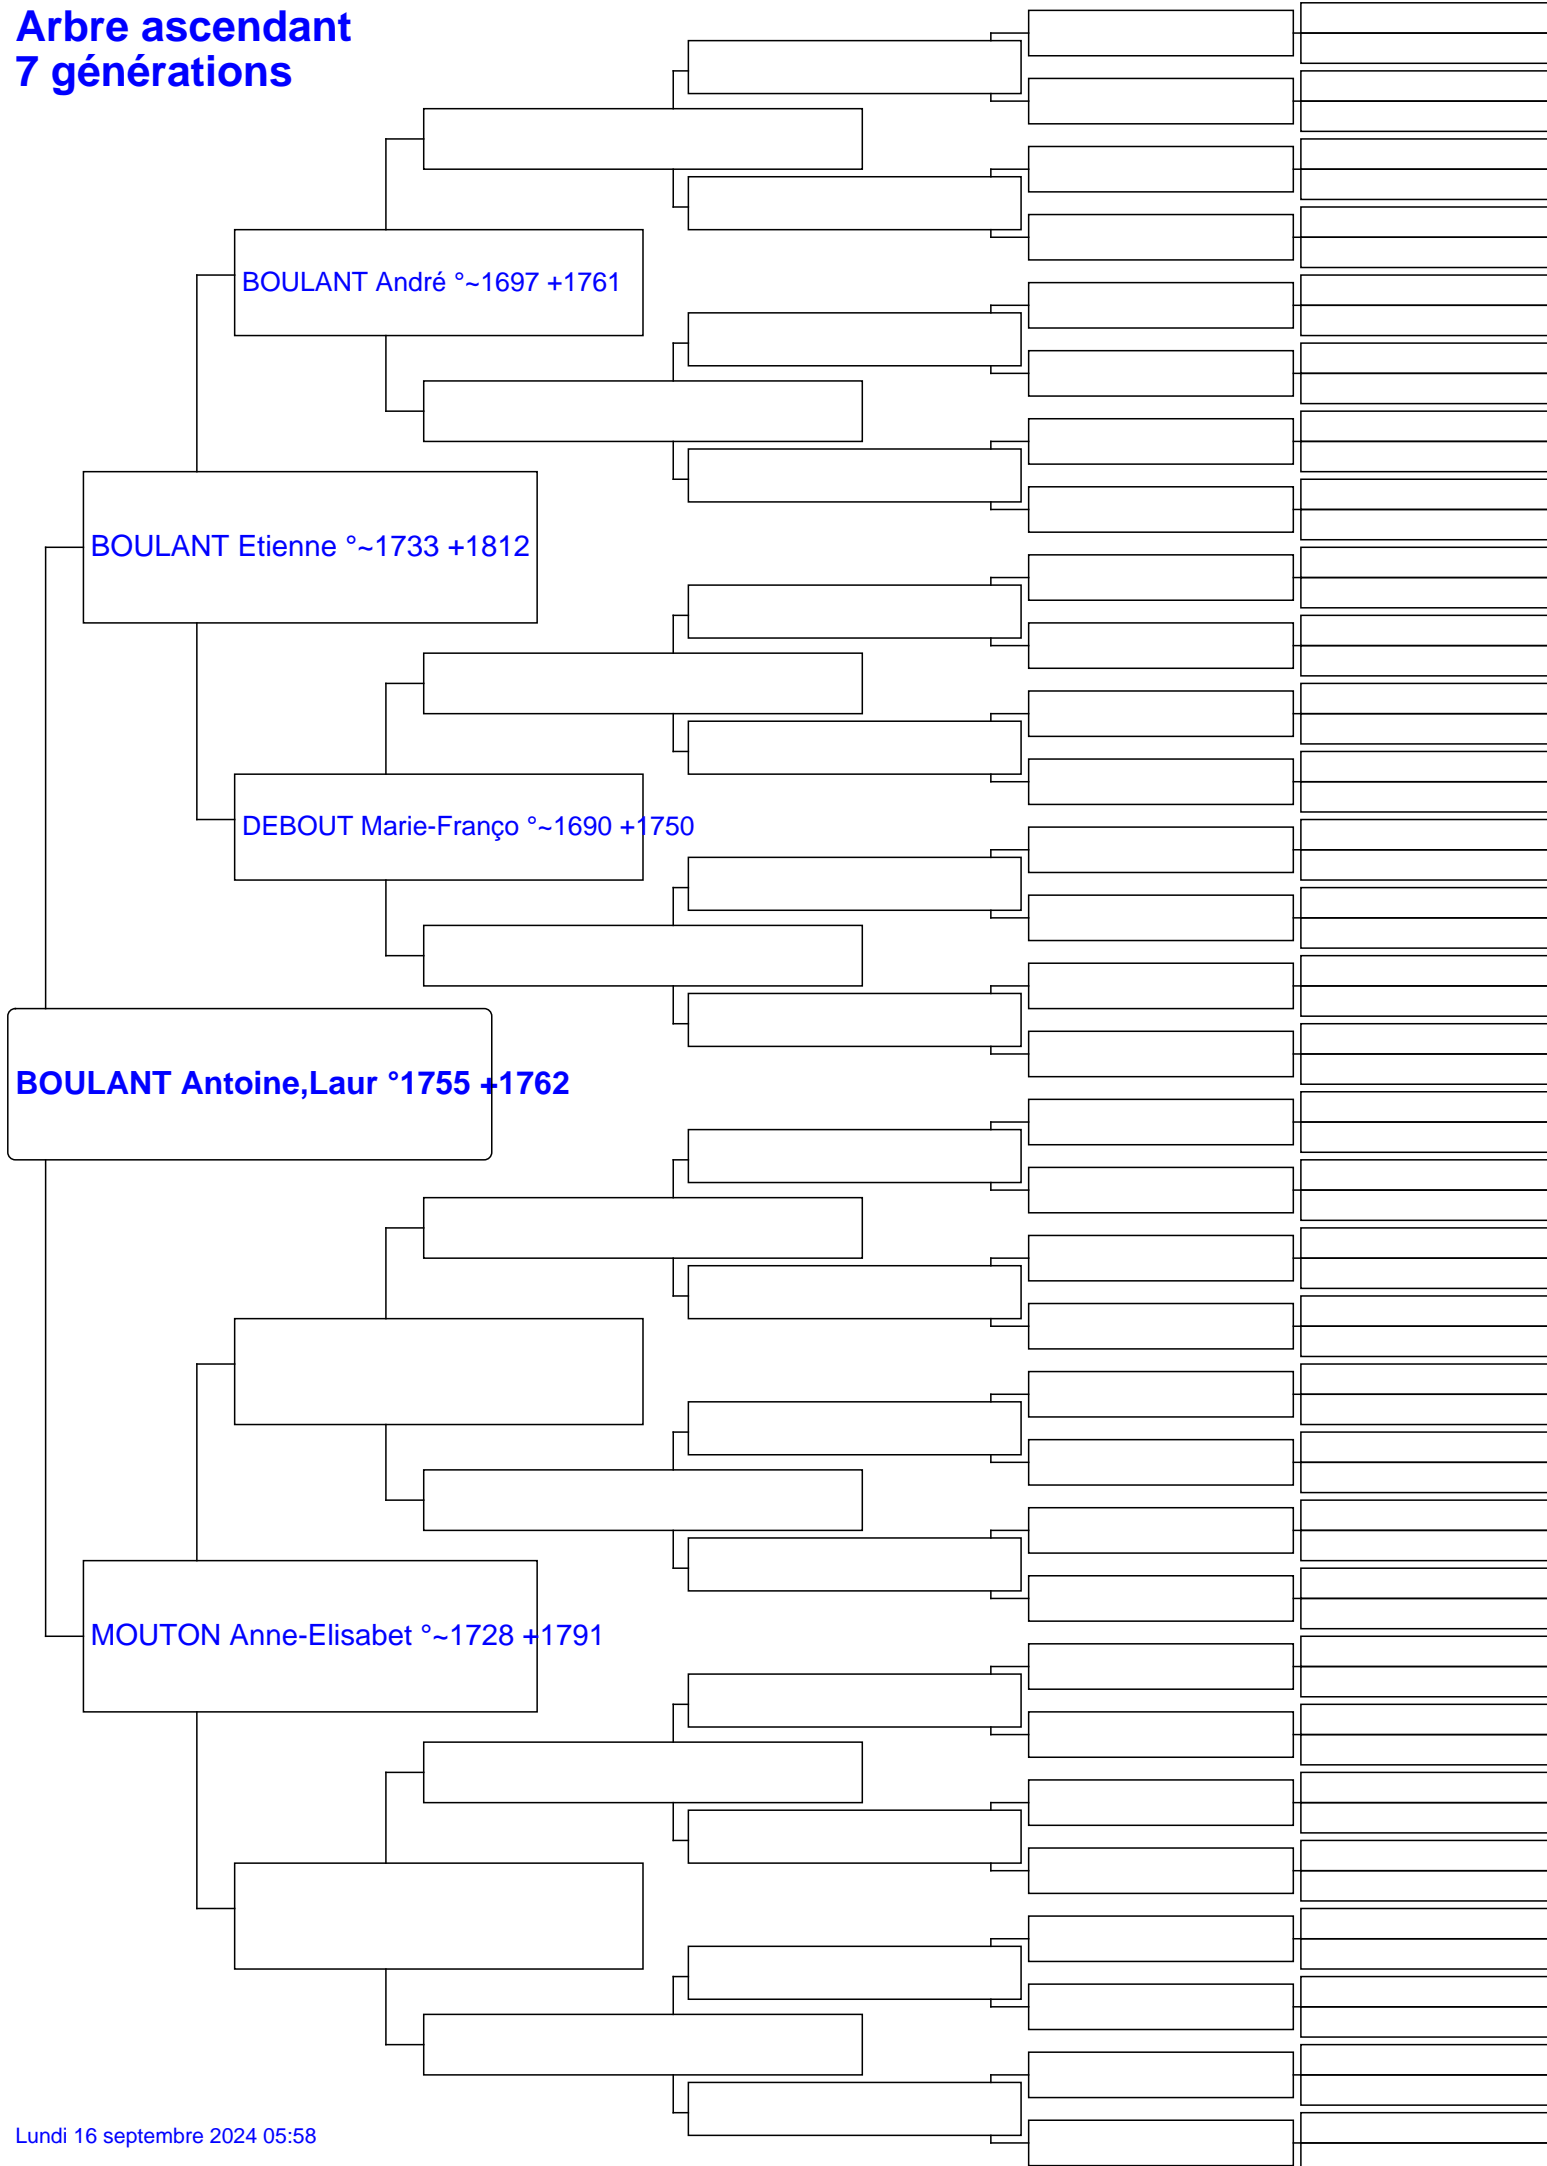 Arbre ascendant
7 générations
BOULANT André °~1697 +1761
BOULANT Etienne °~1733 +1812
DEBOUT Marie-Franço °~1690 +1750
BOULANT Antoine,Laur °1755 +1762
MOUTON Anne-Elisabet °~1728 +1791
Lundi 16 septembre 2024 05:58